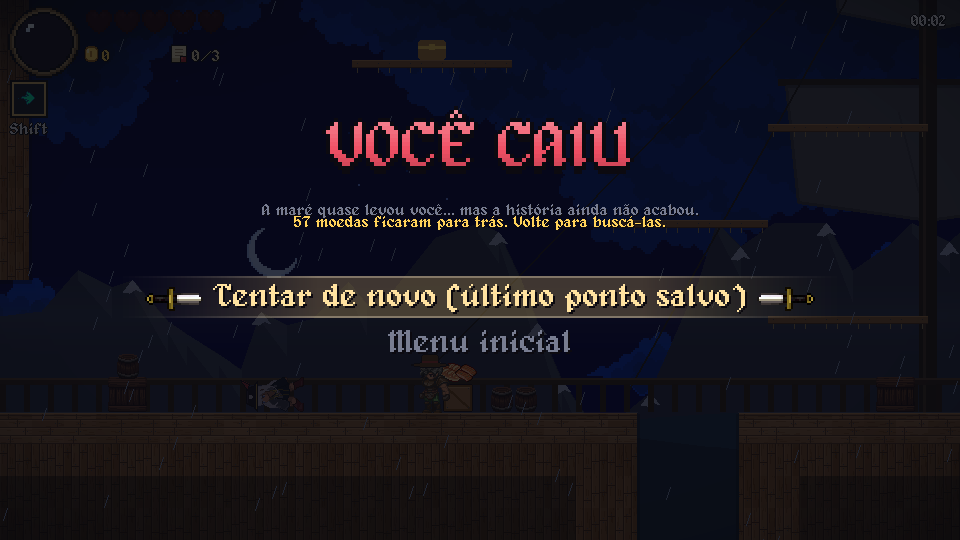 00:02
0
0/3
Shift
VOCÊ CAIU
A maré quase levou você... mas a história ainda não acabou.
57 moedas ficaram para trás. Volte para buscá-las.
Tentar de novo (último ponto salvo)
Menu inicial